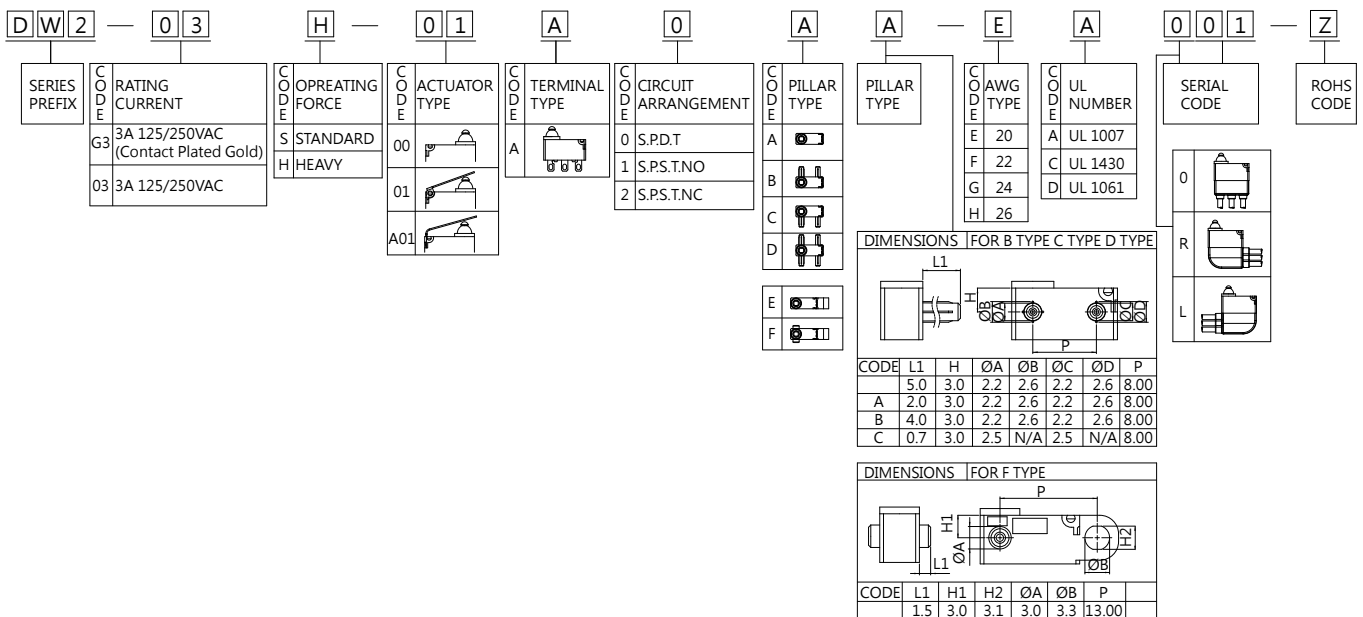 DW2 — 03 H — 01 A 0 A A — E A 001 — Z
SERIES PREFIX
CODE RATING CURRENT
G3 3A 125/250VAC (Contact Plated Gold)
03 3A 125/250VAC
CODE OPREATING FORCE
S STANDARD
H HEAVY
CODE ACTUATOR TYPE
00
01
A01
CODE TERMINAL TYPE
A
CODE CIRCUIT ARRANGEMENT
0 S.P.D.T
1 S.P.S.T.NO
2 S.P.S.T.NC
CODE PILLAR TYPE
A
B
C
D
E
F
PILLAR TYPE
CODE AWG TYPE
E 20
F 22
G 24
H 26
CODE UL NUMBER
A UL 1007
C UL 1430
D UL 1061
SERIAL CODE
0
R
L
ROHS CODE
DIMENSIONS FOR B TYPE C TYPE D TYPE
L1
H ØB ØA ØC ØD
P
CODE L1 H ØA ØB ØC ØD P
5.0 3.0 2.2 2.6 2.2 2.6 8.00
A 2.0 3.0 2.2 2.6 2.2 2.6 8.00
B 4.0 3.0 2.2 2.6 2.2 2.6 8.00
C 0.7 3.0 2.5 N/A 2.5 N/A 8.00
DIMENSIONS FOR F TYPE
P
H1 H2
L1 ØA ØB
CODE L1 H1 H2 ØA ØB P
1.5 3.0 3.1 3.0 3.3 13.00